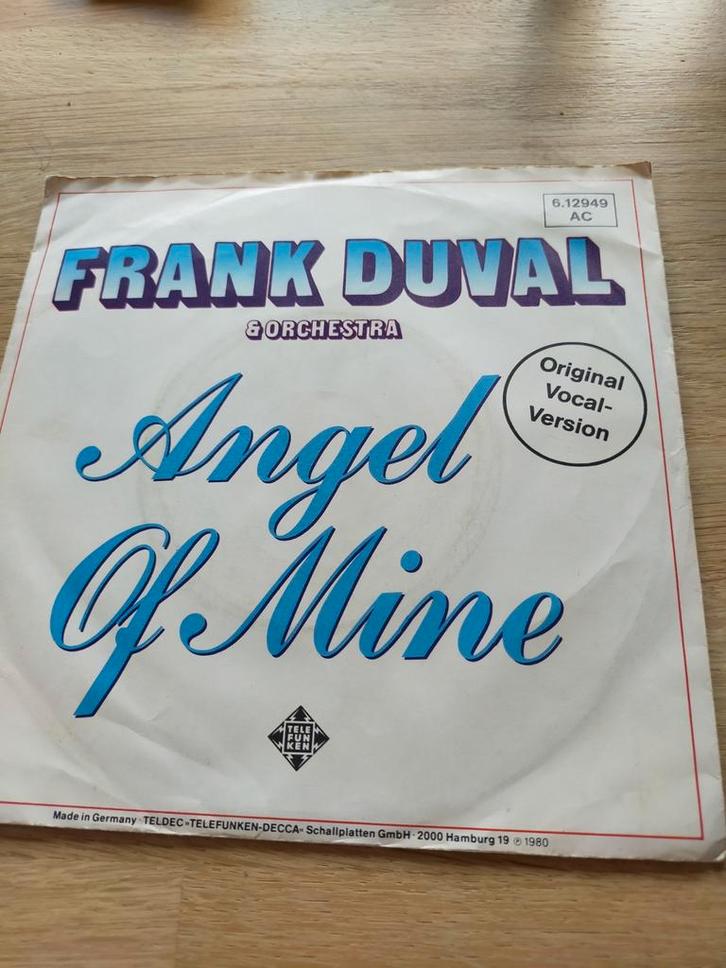 6.12949
AC
FRANK DUVAL
& ORCHESTRA
Original
Vocal-
Version
Angel
Of Mine
TELE
FUN
KEN
Made in Germany · TELDEC »TELEFUNKEN-DECCA« Schallplatten GmbH · 2000 Hamburg 19 ℗ 1980